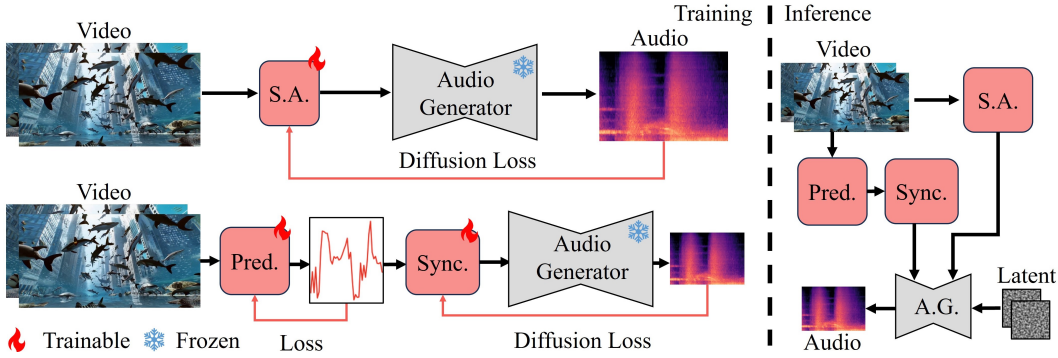 Training
Video
Audio
S.A.
Audio
Generator
Diffusion Loss
Video
Pred.
Sync.
Audio
Generator
Loss
Diffusion Loss
Trainable
Frozen
Inference
Video
S.A.
Pred.
Sync.
Latent
A.G.
Audio